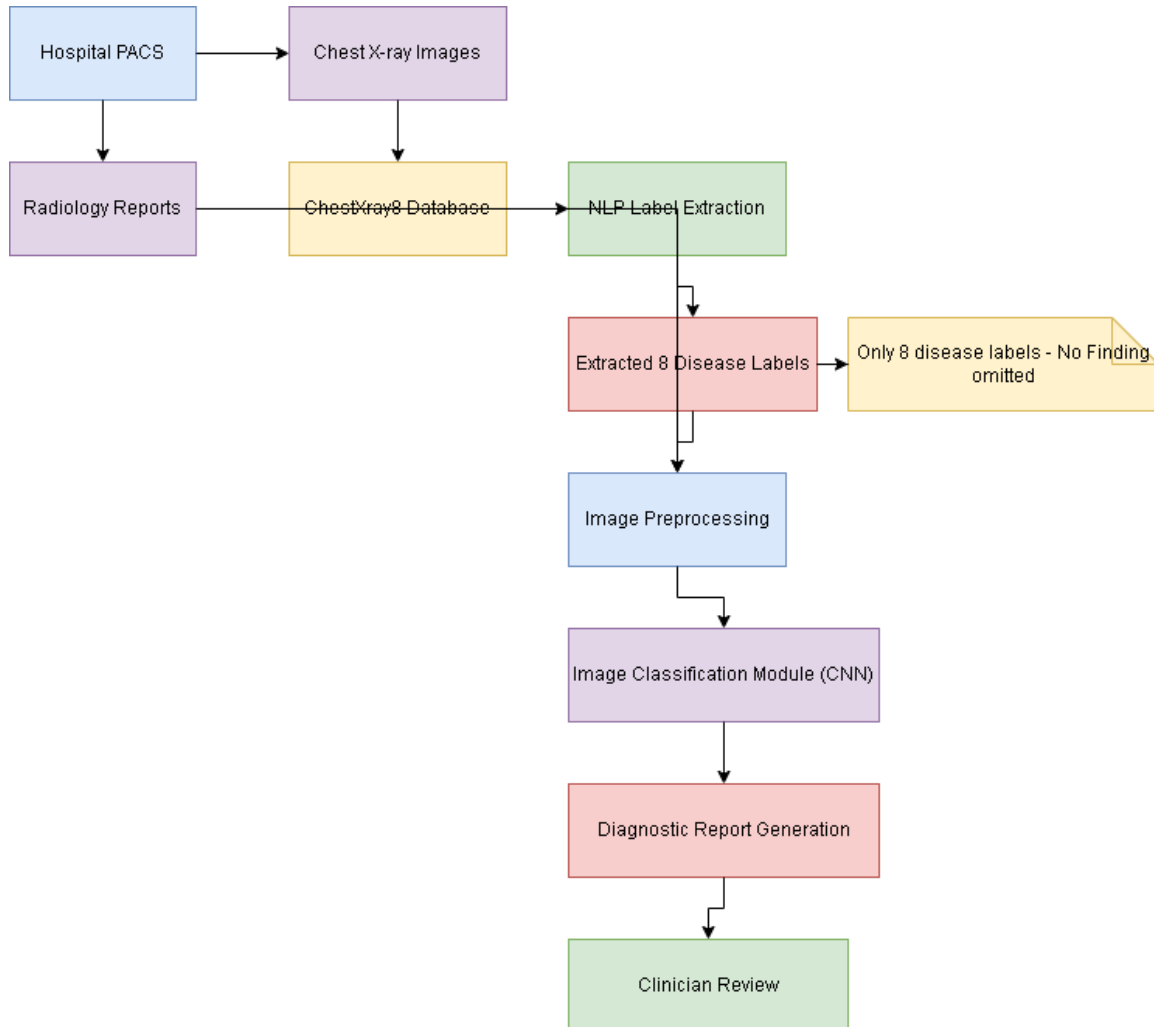 Hospital PACS
Chest X-ray Images
Radiology Reports
ChestXray8 Database
NLP Label Extraction
Extracted 8 Disease Labels
Only 8 disease labels - No Finding
omitted
Image Preprocessing
Image Classification Module (CNN)
Diagnostic Report Generation
Clinician Review